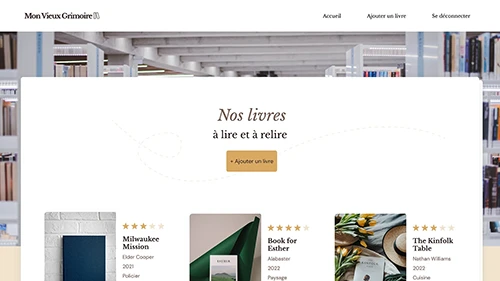 Mon Vieux Grimoire
Accueil
Ajouter un livre
Se déconnecter
Nos livres
à lire et à relire
+ Ajouter un livre
Milwaukee
Mission
Elder Cooper
2021
Policier
Book for
Esther
Alabaster
2022
Paysage
The Kinfolk
Table
Nathan Williams
2022
Cuisine